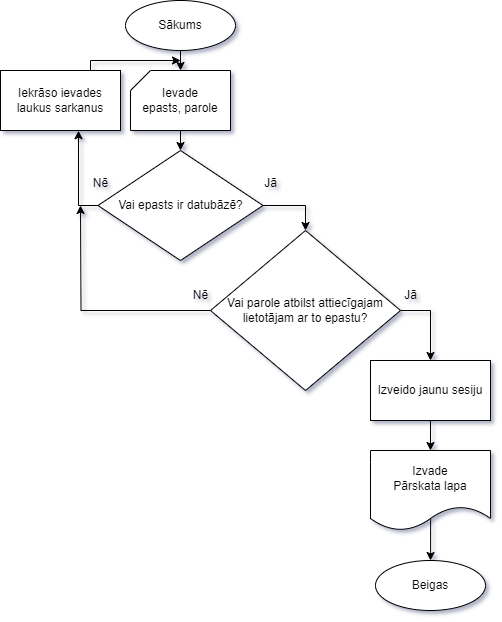 Sākums
Iekrāso ievades
laukus sarkanus
Ievade
epasts, parole
Nē
Vai epasts ir datubāzē?
Jā
Nē
Vai parole atbilst attiecīgajam
lietotājam ar to epastu?
Jā
Izveido jaunu sesiju
Izvade
Pārskata lapa
Beigas